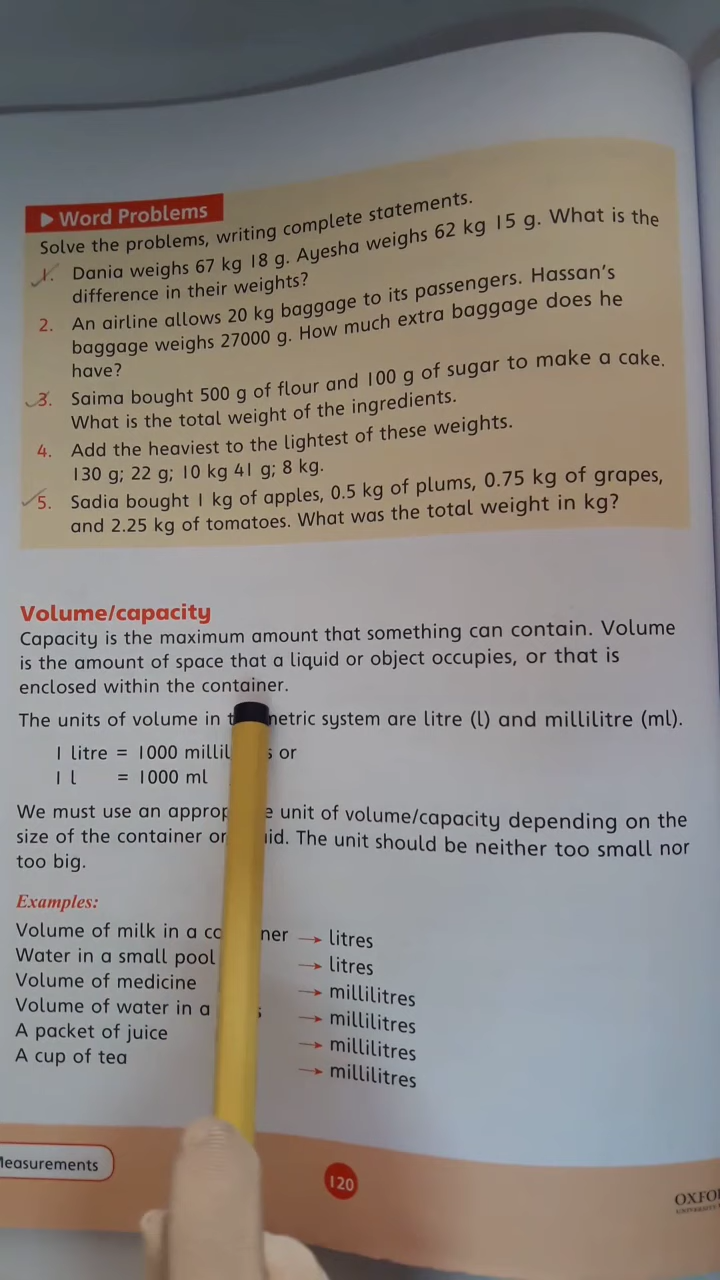 Word Problems
Solve the problems, writing complete statements.
1. Dania weighs 67 kg 18 g. Ayesha weighs 62 kg 15 g. What is the
difference in their weights?
2. An airline allows 20 kg baggage to its passengers. Hassan's
baggage weighs 27000 g. How much extra baggage does he
have?
3. Saima bought 500 g of flour and 100 g of sugar to make a cake.
What is the total weight of the ingredients.
4. Add the heaviest to the lightest of these weights.
130 g; 22 g; 10 kg 41 g; 8 kg.
5. Sadia bought 1 kg of apples, 0.5 kg of plums, 0.75 kg of grapes,
and 2.25 kg of tomatoes. What was the total weight in kg?
Volume/capacity
Capacity is the maximum amount that something can contain. Volume
is the amount of space that a liquid or object occupies, or that is
enclosed within the container.
The units of volume in metric system are litre (l) and millilitre (ml).
1 litre = 1000 or
1 l = 1000 ml
We must use an unit of volume/capacity depending on the
size of the container or The unit should be neither too small nor
too big.
Examples:
Volume of milk in a → litres
Water in a small pool → litres
Volume of medicine → millilitres
Volume of water in a → millilitres
A packet of juice → millilitres
A cup of tea → millilitres
120